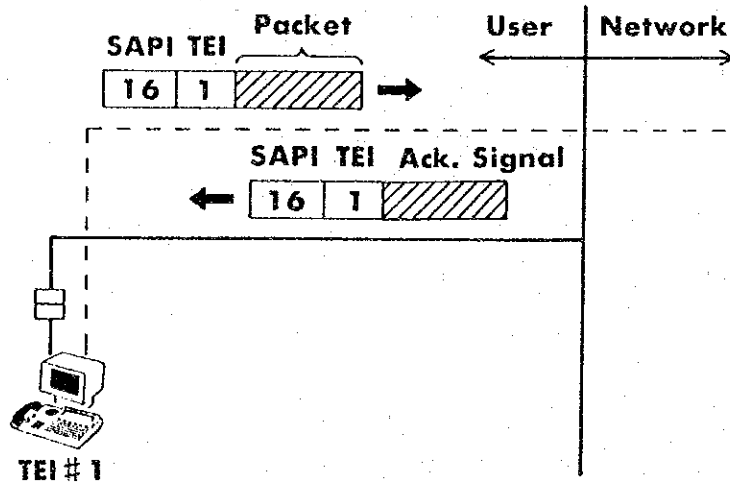 Packet
User
Network
SAPI TEI
16 1
SAPI TEI Ack. Signal
16 1
TEI # 1